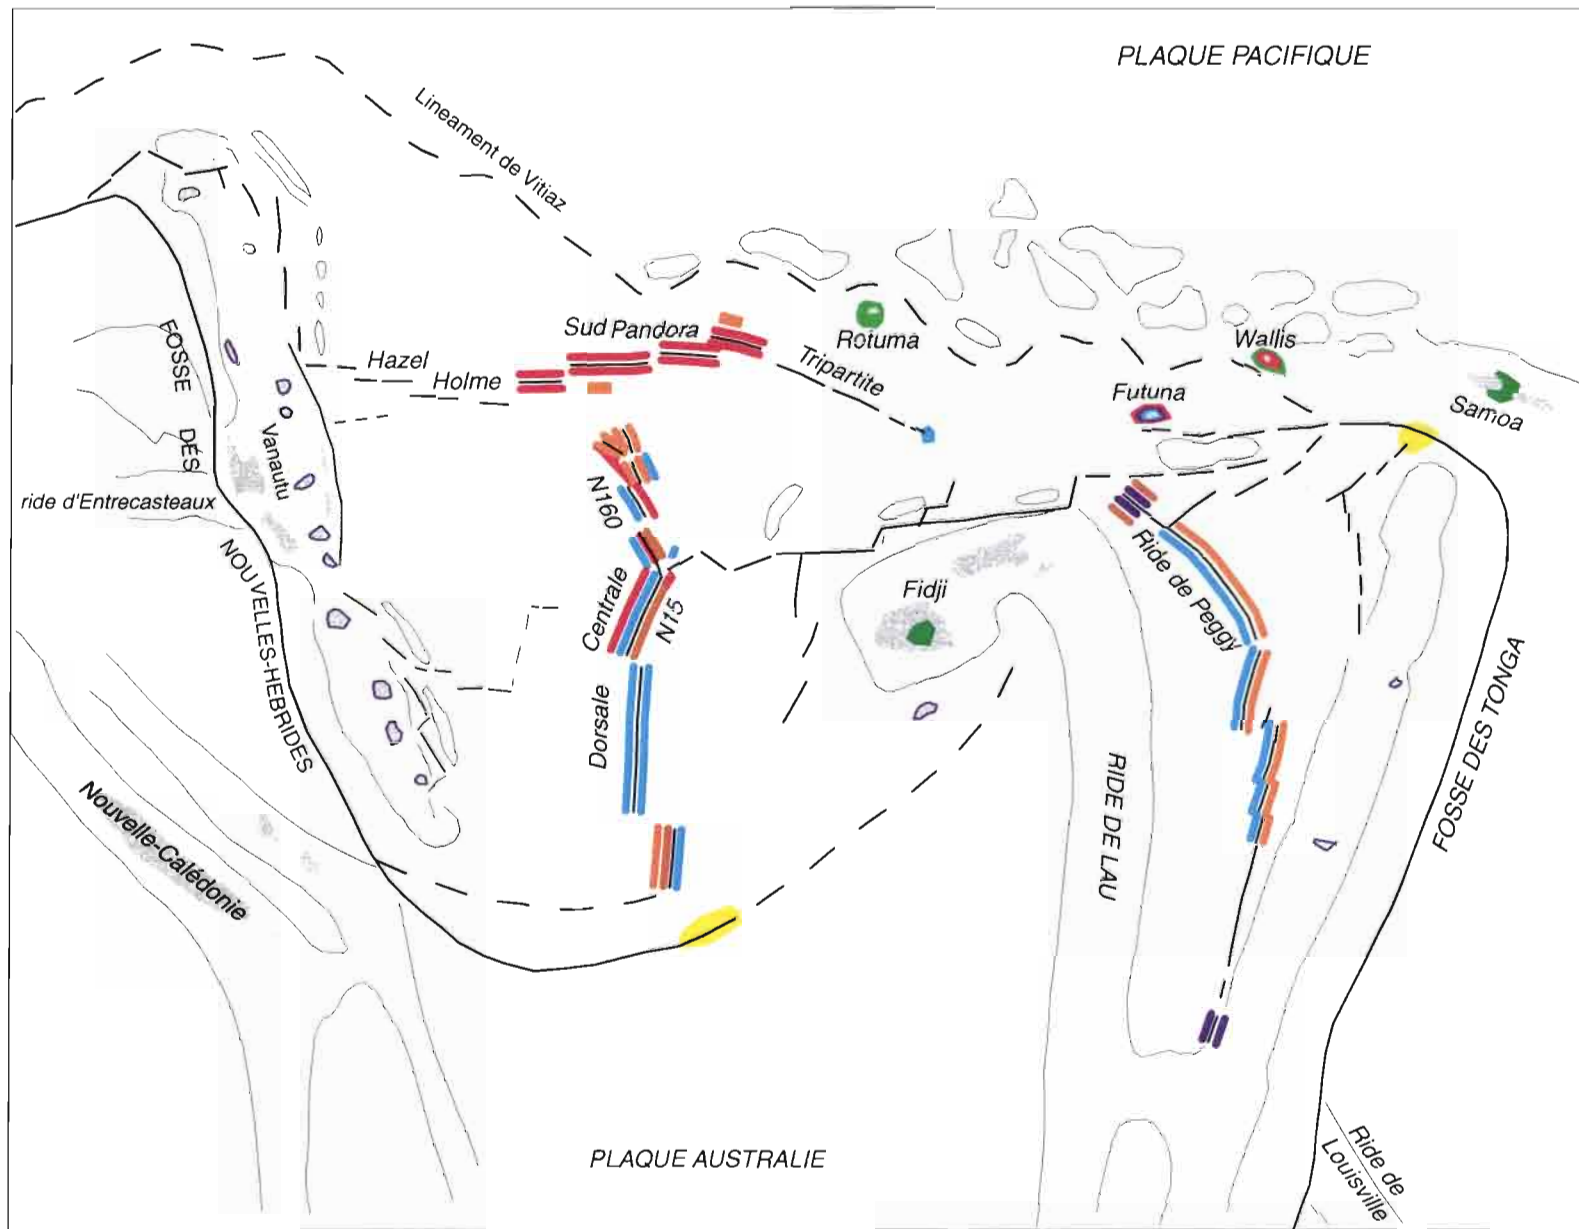 PLAQUE PACIFIQUE
Lineament de Vitiaz
Sud Pandora
Rotuma
Wallis
Hazel
Holme
Tripartite
Futuna
Samoa
FOSSE
DES
NOUVELLES-HEBRIDES
Vanautu
ride d'Entrecasteaux
N160
Centrale
N15
Dorsale
Fidji
Ride de Peggy
RIDE DE LAU
FOSSE DES TONGA
Nouvelle-Calédonie
PLAQUE AUSTRALIE
Ride de
Louisville